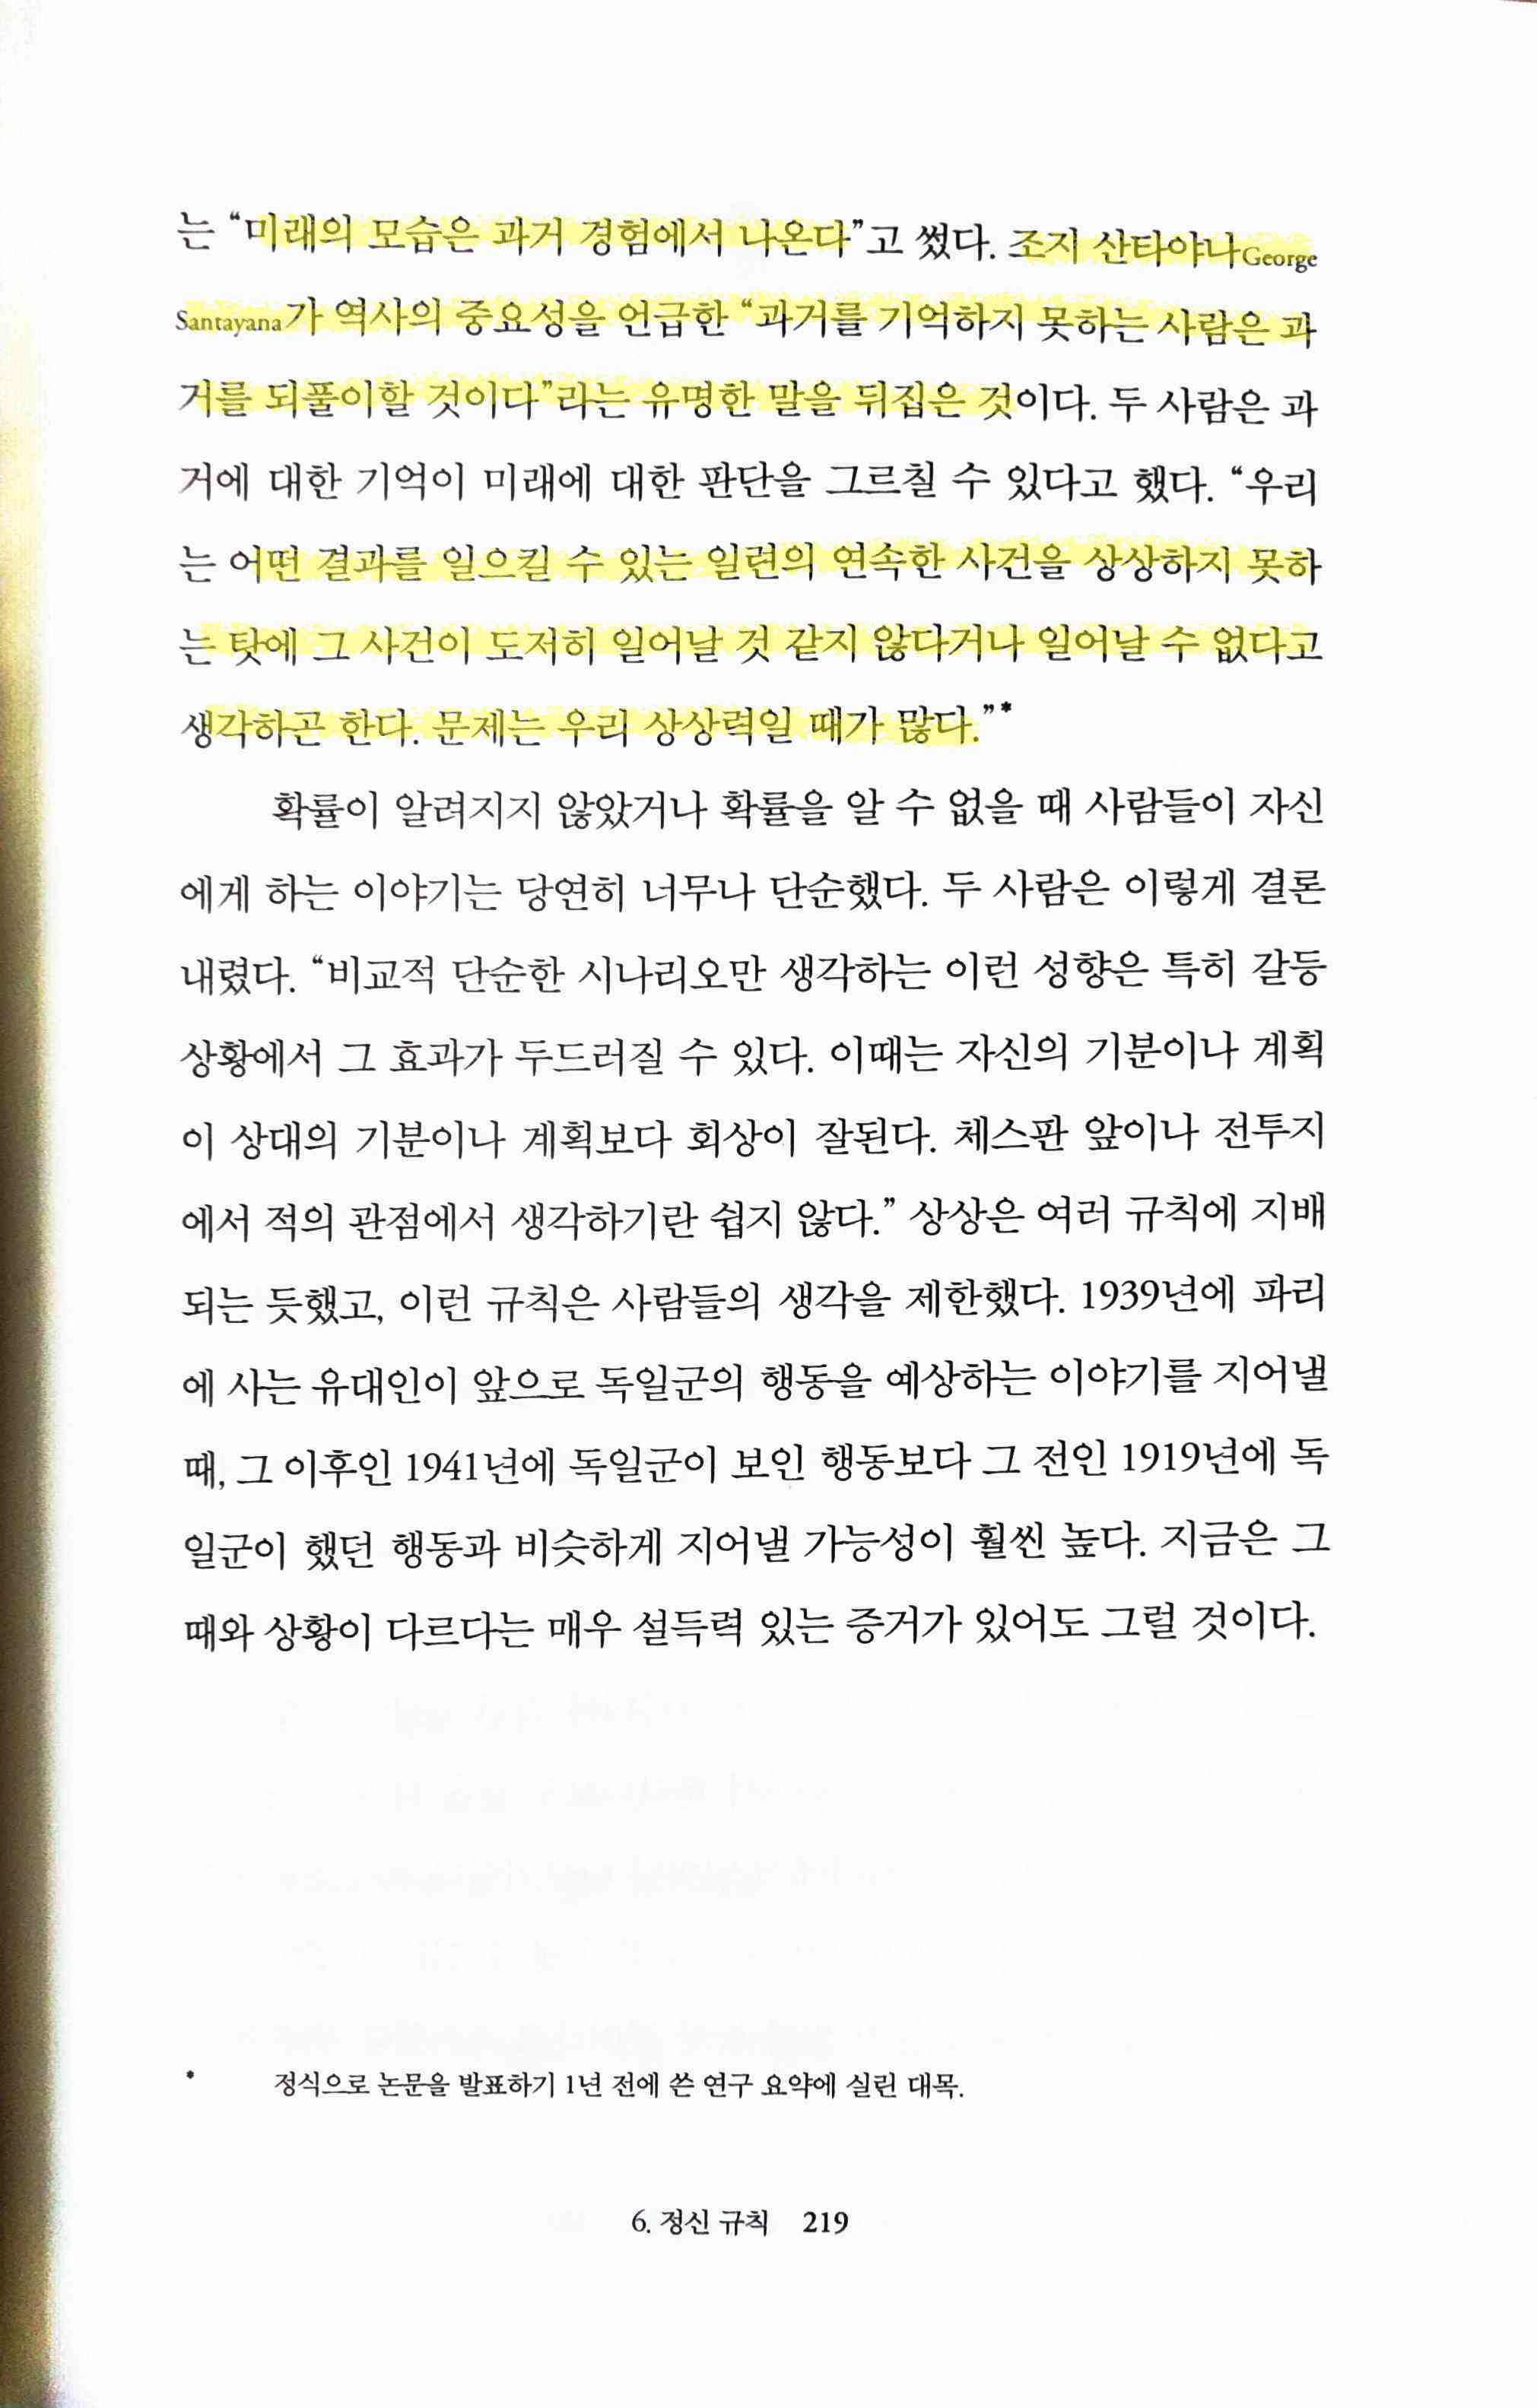 는 “미래의 모습은 과거 경험에서 나온다”고 썼다. 조지 산타야나George
Santayana가 역사의 중요성을 언급한 “과거를 기억하지 못하는 사람은 과
거를 되풀이할 것이다”라는 유명한 말을 뒤집은 것이다. 두 사람은 과
거에 대한 기억이 미래에 대한 판단을 그르칠 수 있다고 했다. “우리
는 어떤 결과를 일으킬 수 있는 일련의 연속한 사건을 상상하지 못하
는 탓에 그 사건이 도저히 일어날 것 같지 않다거나 일어날 수 없다고
생각하곤 한다. 문제는 우리 상상력일 때가 많다.”*
확률이 알려지지 않았거나 확률을 알 수 없을 때 사람들이 자신
에게 하는 이야기는 당연히 너무나 단순했다. 두 사람은 이렇게 결론
내렸다. “비교적 단순한 시나리오만 생각하는 이런 성향은 특히 갈등
상황에서 그 효과가 두드러질 수 있다. 이때는 자신의 기분이나 계획
이 상대의 기분이나 계획보다 회상이 잘된다. 체스판 앞이나 전투지
에서 적의 관점에서 생각하기란 쉽지 않다.” 상상은 여러 규칙에 지배
되는 듯했고, 이런 규칙은 사람들의 생각을 제한했다. 1939년에 파리
에 사는 유대인이 앞으로 독일군의 행동을 예상하는 이야기를 지어낼
때, 그 이후인 1941년에 독일군이 보인 행동보다 그 전인 1919년에 독
일군이 했던 행동과 비슷하게 지어낼 가능성이 훨씬 높다. 지금은 그
때와 상황이 다르다는 매우 설득력 있는 증거가 있어도 그럴 것이다.
* 정식으로 논문을 발표하기 1년 전에 쓴 연구 요약에 실린 대목.
6. 정신 규칙 219